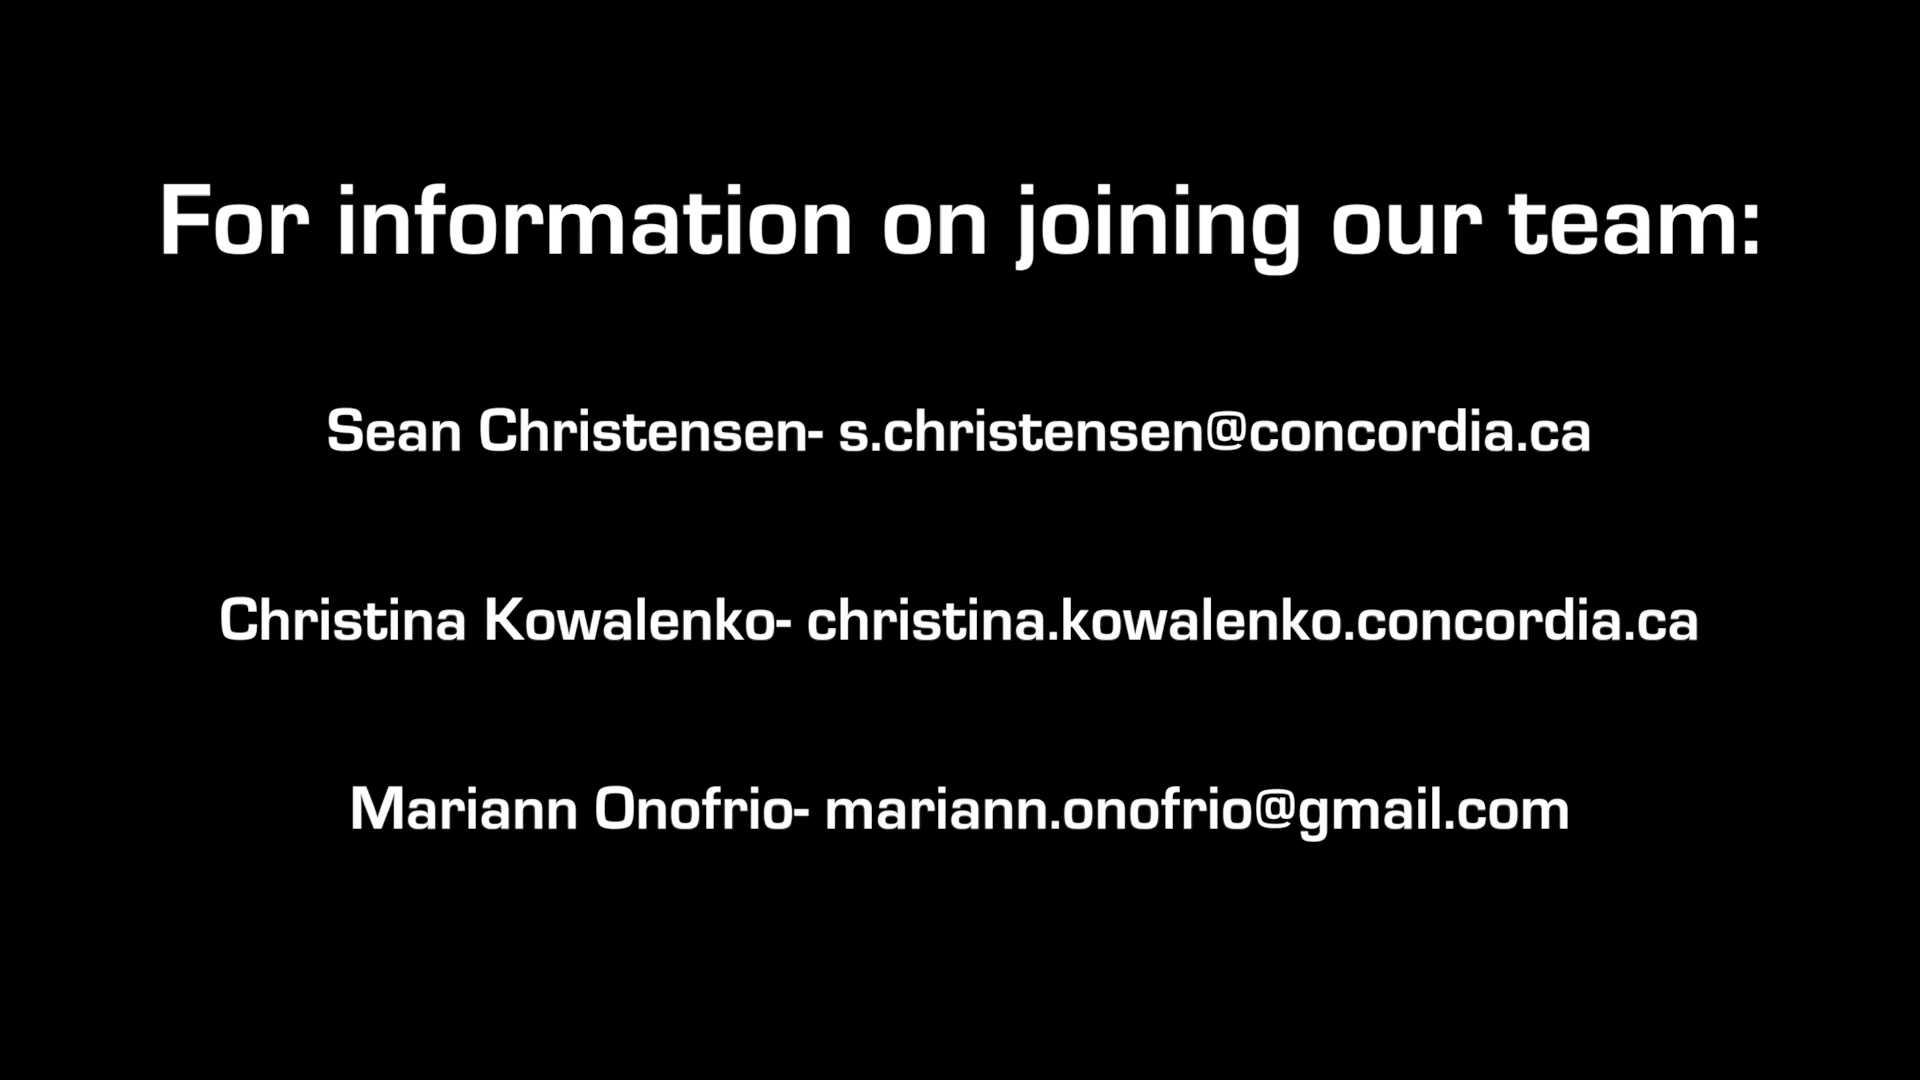 For information on joining our team:
Sean Christensen- s.christensen@concordia.ca
Christina Kowalenko- christina.kowalenko.concordia.ca
Mariann Onofrio- mariann.onofrio@gmail.com